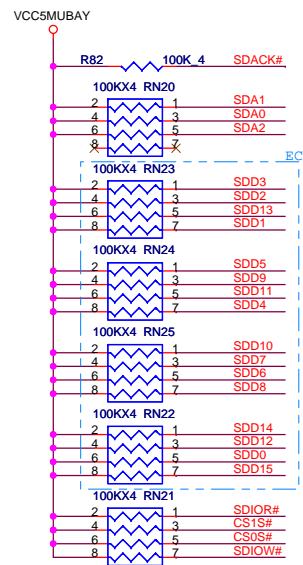 VCC5MUBAY
R82 100K_4 SDACK#
100KX4 RN20
2 1 SDA1
4 3 SDA0
6 5 SDA2
8 7
EC
100KX4 RN23
2 1 SDD3
4 3 SDD2
6 5 SDD13
8 7 SDD1
100KX4 RN24
2 1 SDD5
4 3 SDD9
6 5 SDD11
8 7 SDD4
100KX4 RN25
2 1 SDD10
4 3 SDD7
6 5 SDD6
8 7 SDD8
100KX4 RN22
2 1 SDD14
4 3 SDD12
6 5 SDD0
8 7 SDD15
100KX4 RN21
2 1 SDIOR#
4 3 CS1S#
6 5 CS0S#
8 7 SDIOW#